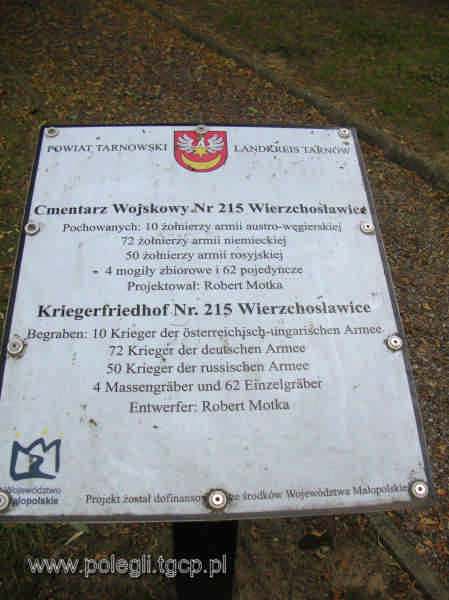 POWIAT TARNOWSKI LANDKREIS TARNÓW
Cmentarz Wojskowy Nr 215 Wierzchosławice
Pochowanych: 10 żołnierzy armii austro-węgierskiej
72 żołnierzy armii niemieckiej
50 żołnierzy armii rosyjskiej
4 mogiły zbiorowe i 62 pojedyńcze
Projektował: Robert Motka
Kriegerfriedhof Nr. 215 Wierzchosławice
Begraben: 10 Krieger der österreichisch-ungarischen Armee
72 Krieger der deutschen Armee
50 Krieger der russischen Armee
4 Massengräber und 62 Einzelgräber
Entwerfer: Robert Motka
Województwo
Małopolskie
Projekt został dofinansow ze środków Województwa Małopolskiego
www.polegli.tgcp.pl